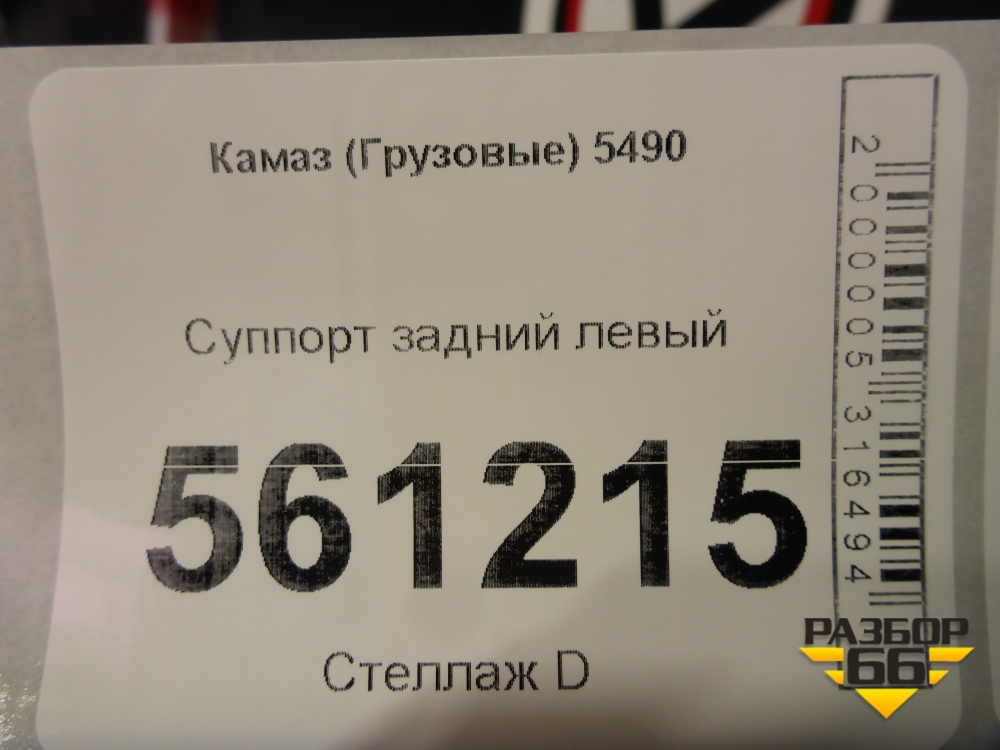 Камаз (Грузовые) 5490
Суппорт задний левый
561215
Стеллаж D
2000005316494
РАЗБОР
66